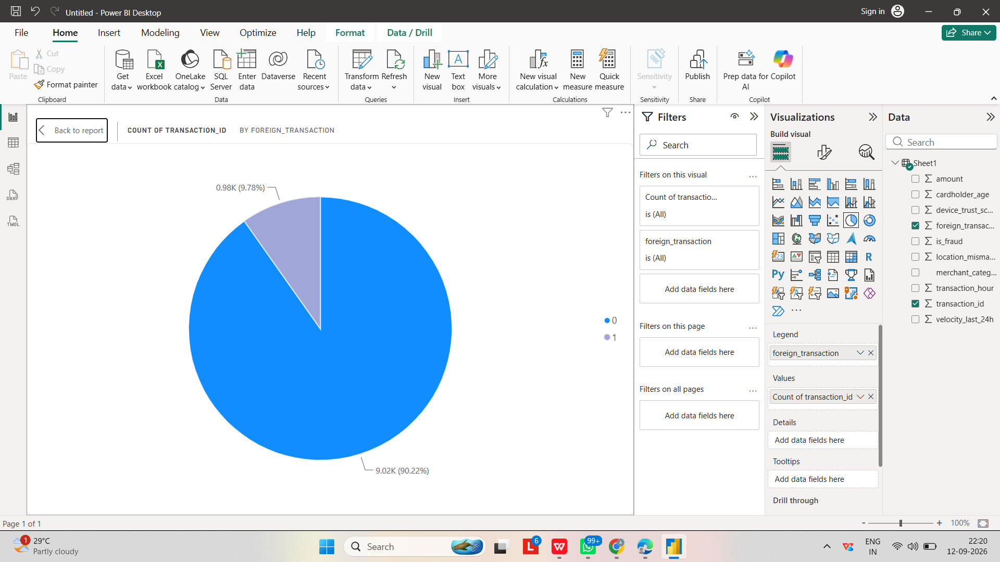 Untitled - Power BI Desktop
Sign in
File
Home
Insert
Modeling
View
Optimize
Help
Format
Data / Drill
Share
Paste
Cut
Copy
Format painter
Clipboard
Get data
Excel workbook
OneLake catalog
SQL Server
Enter data
Dataverse
Recent sources
Data
Transform data
Refresh
Queries
New visual
Text box
More visuals
Insert
New visual calculation
New measure
Quick measure
Calculations
Sensitivity
Sensitivity
Publish
Share
Prep data for AI
Copilot
Copilot
Back to report
COUNT OF TRANSACTION_ID
BY FOREIGN_TRANSACTION
0.98K (9.78%)
9.02K (90.22%)
0
1
Filters
Search
Filters on this visual
Count of transactio...
is (All)
foreign_transaction
is (All)
Add data fields here
Filters on this page
Add data fields here
Filters on all pages
Add data fields here
Visualizations
Build visual
123
R
Py
Legend
foreign_transaction
Values
Count of transaction_id
Details
Add data fields here
Tooltips
Add data fields here
Drill through
Data
Search
Sheet1
amount
cardholder_age
device_trust_sc...
foreign_transac...
is_fraud
location_misma...
merchant_categ...
transaction_hour
transaction_id
velocity_last_24h
DAX
TMDL
Page 1 of 1
100%
1
29°C
Partly cloudy
Search
L
6
W
99+
A
ENG
IN
22:20
12-09-2026